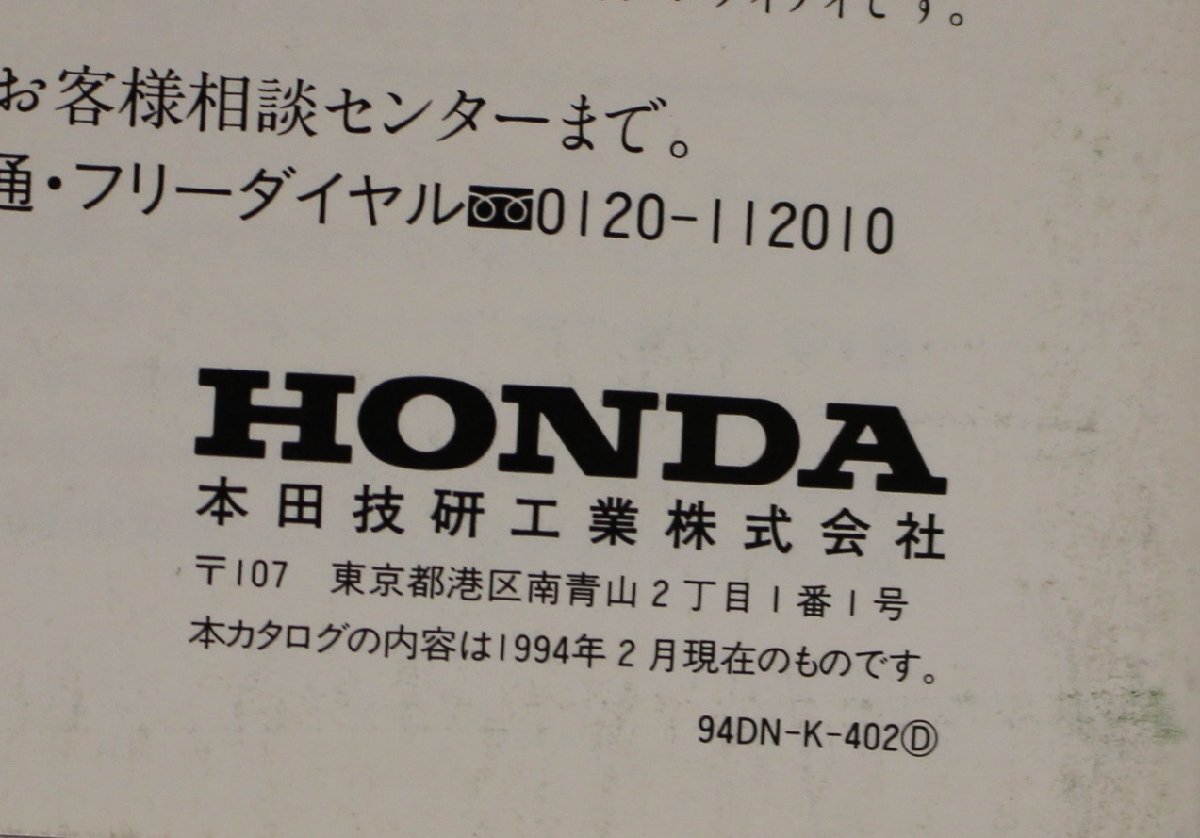 です。
お客様相談センターまで。
通・フリーダイヤル0120-112010
HONDA
本田技研工業株式会社
〒107 東京都港区南青山2丁目1番1号
本カタログの内容は1994年2月現在のものです。
94DN-K-402Ⓓ